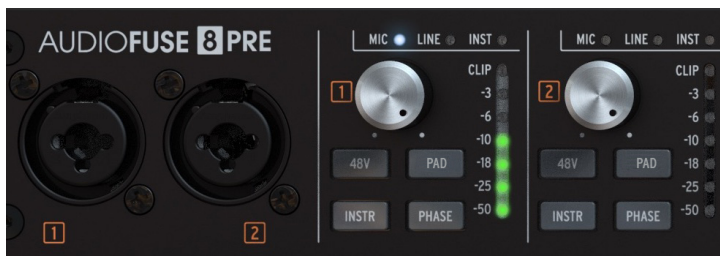 AUDIOFUSE 8 PRE
1
2
MIC LINE INST
1
CLIP
-3
-6
-10
-18
-25
-50
48V PAD
INSTR PHASE
MIC LINE INST
2
CLIP
-3
-6
-10
-18
-25
-50
48V PAD
INSTR PHASE